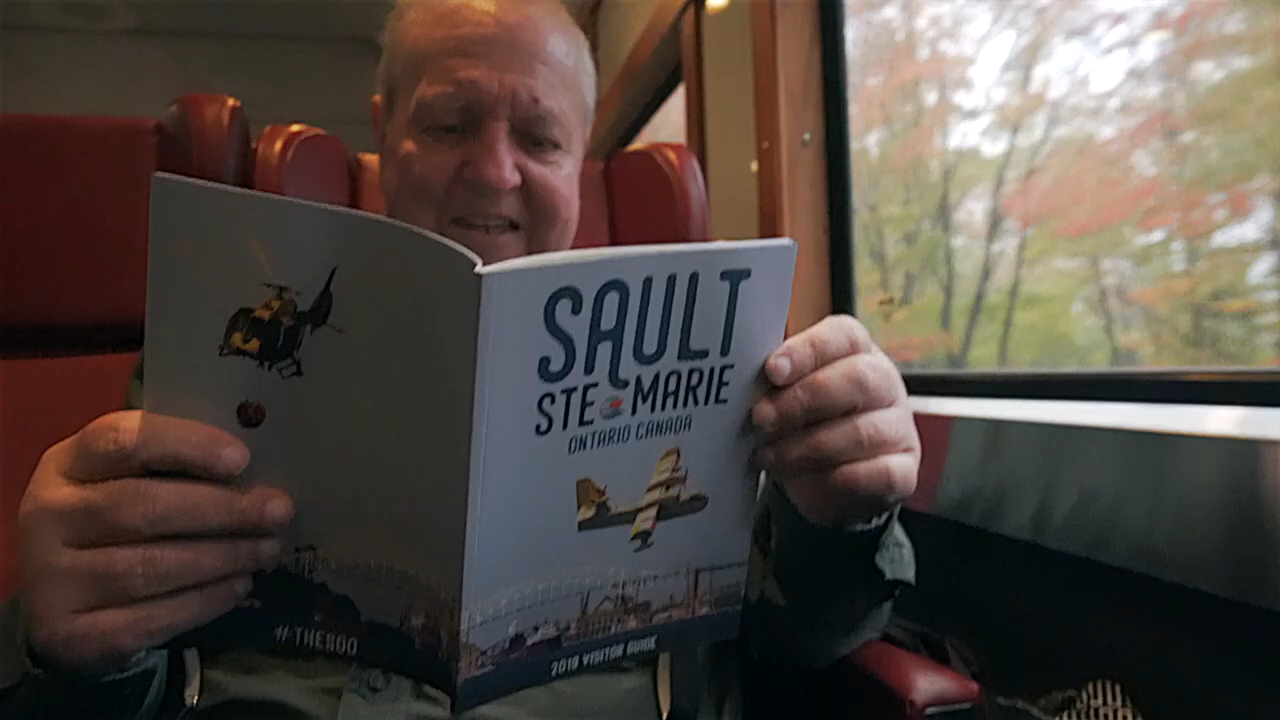 SAULT
STE MARIE
ONTARIO CANADA
#THESOO
2019 VISITOR GUIDE